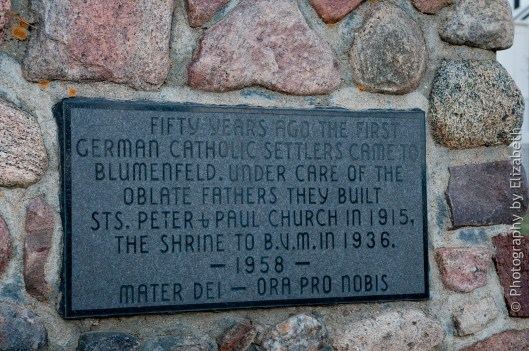 FIFTY YEARS AGO THE FIRST
GERMAN CATHOLIC SETTLERS CAME TO
BLUMENFELD. UNDER CARE OF THE
OBLATE FATHERS THEY BUILT
STS. PETER & PAUL CHURCH IN 1915,
THE SHRINE TO B.V.M. IN 1936.
— 1958 —
MATER DEI — ORA PRO NOBIS
© Photography by Elizabeth